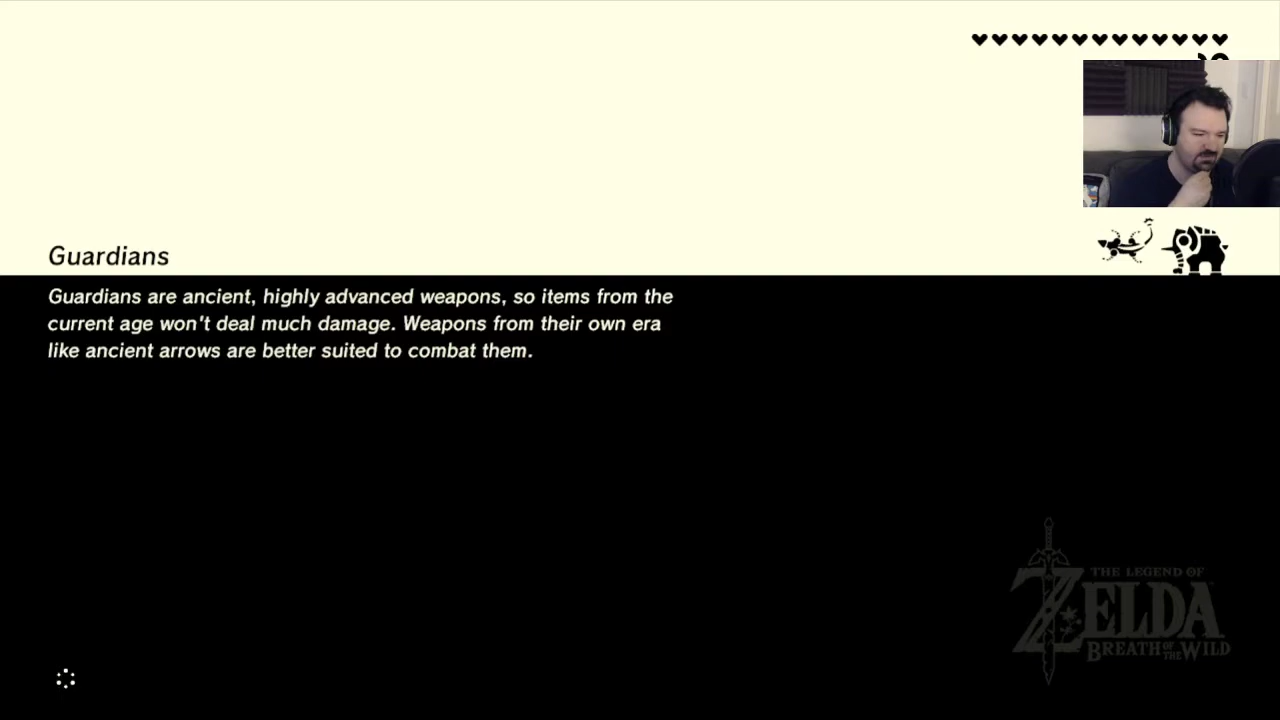 Guardians
Guardians are ancient, highly advanced weapons, so items from the
current age won't deal much damage. Weapons from their own era
like ancient arrows are better suited to combat them.
THE LEGEND OF
ZELDA
BREATH OF THE WILD